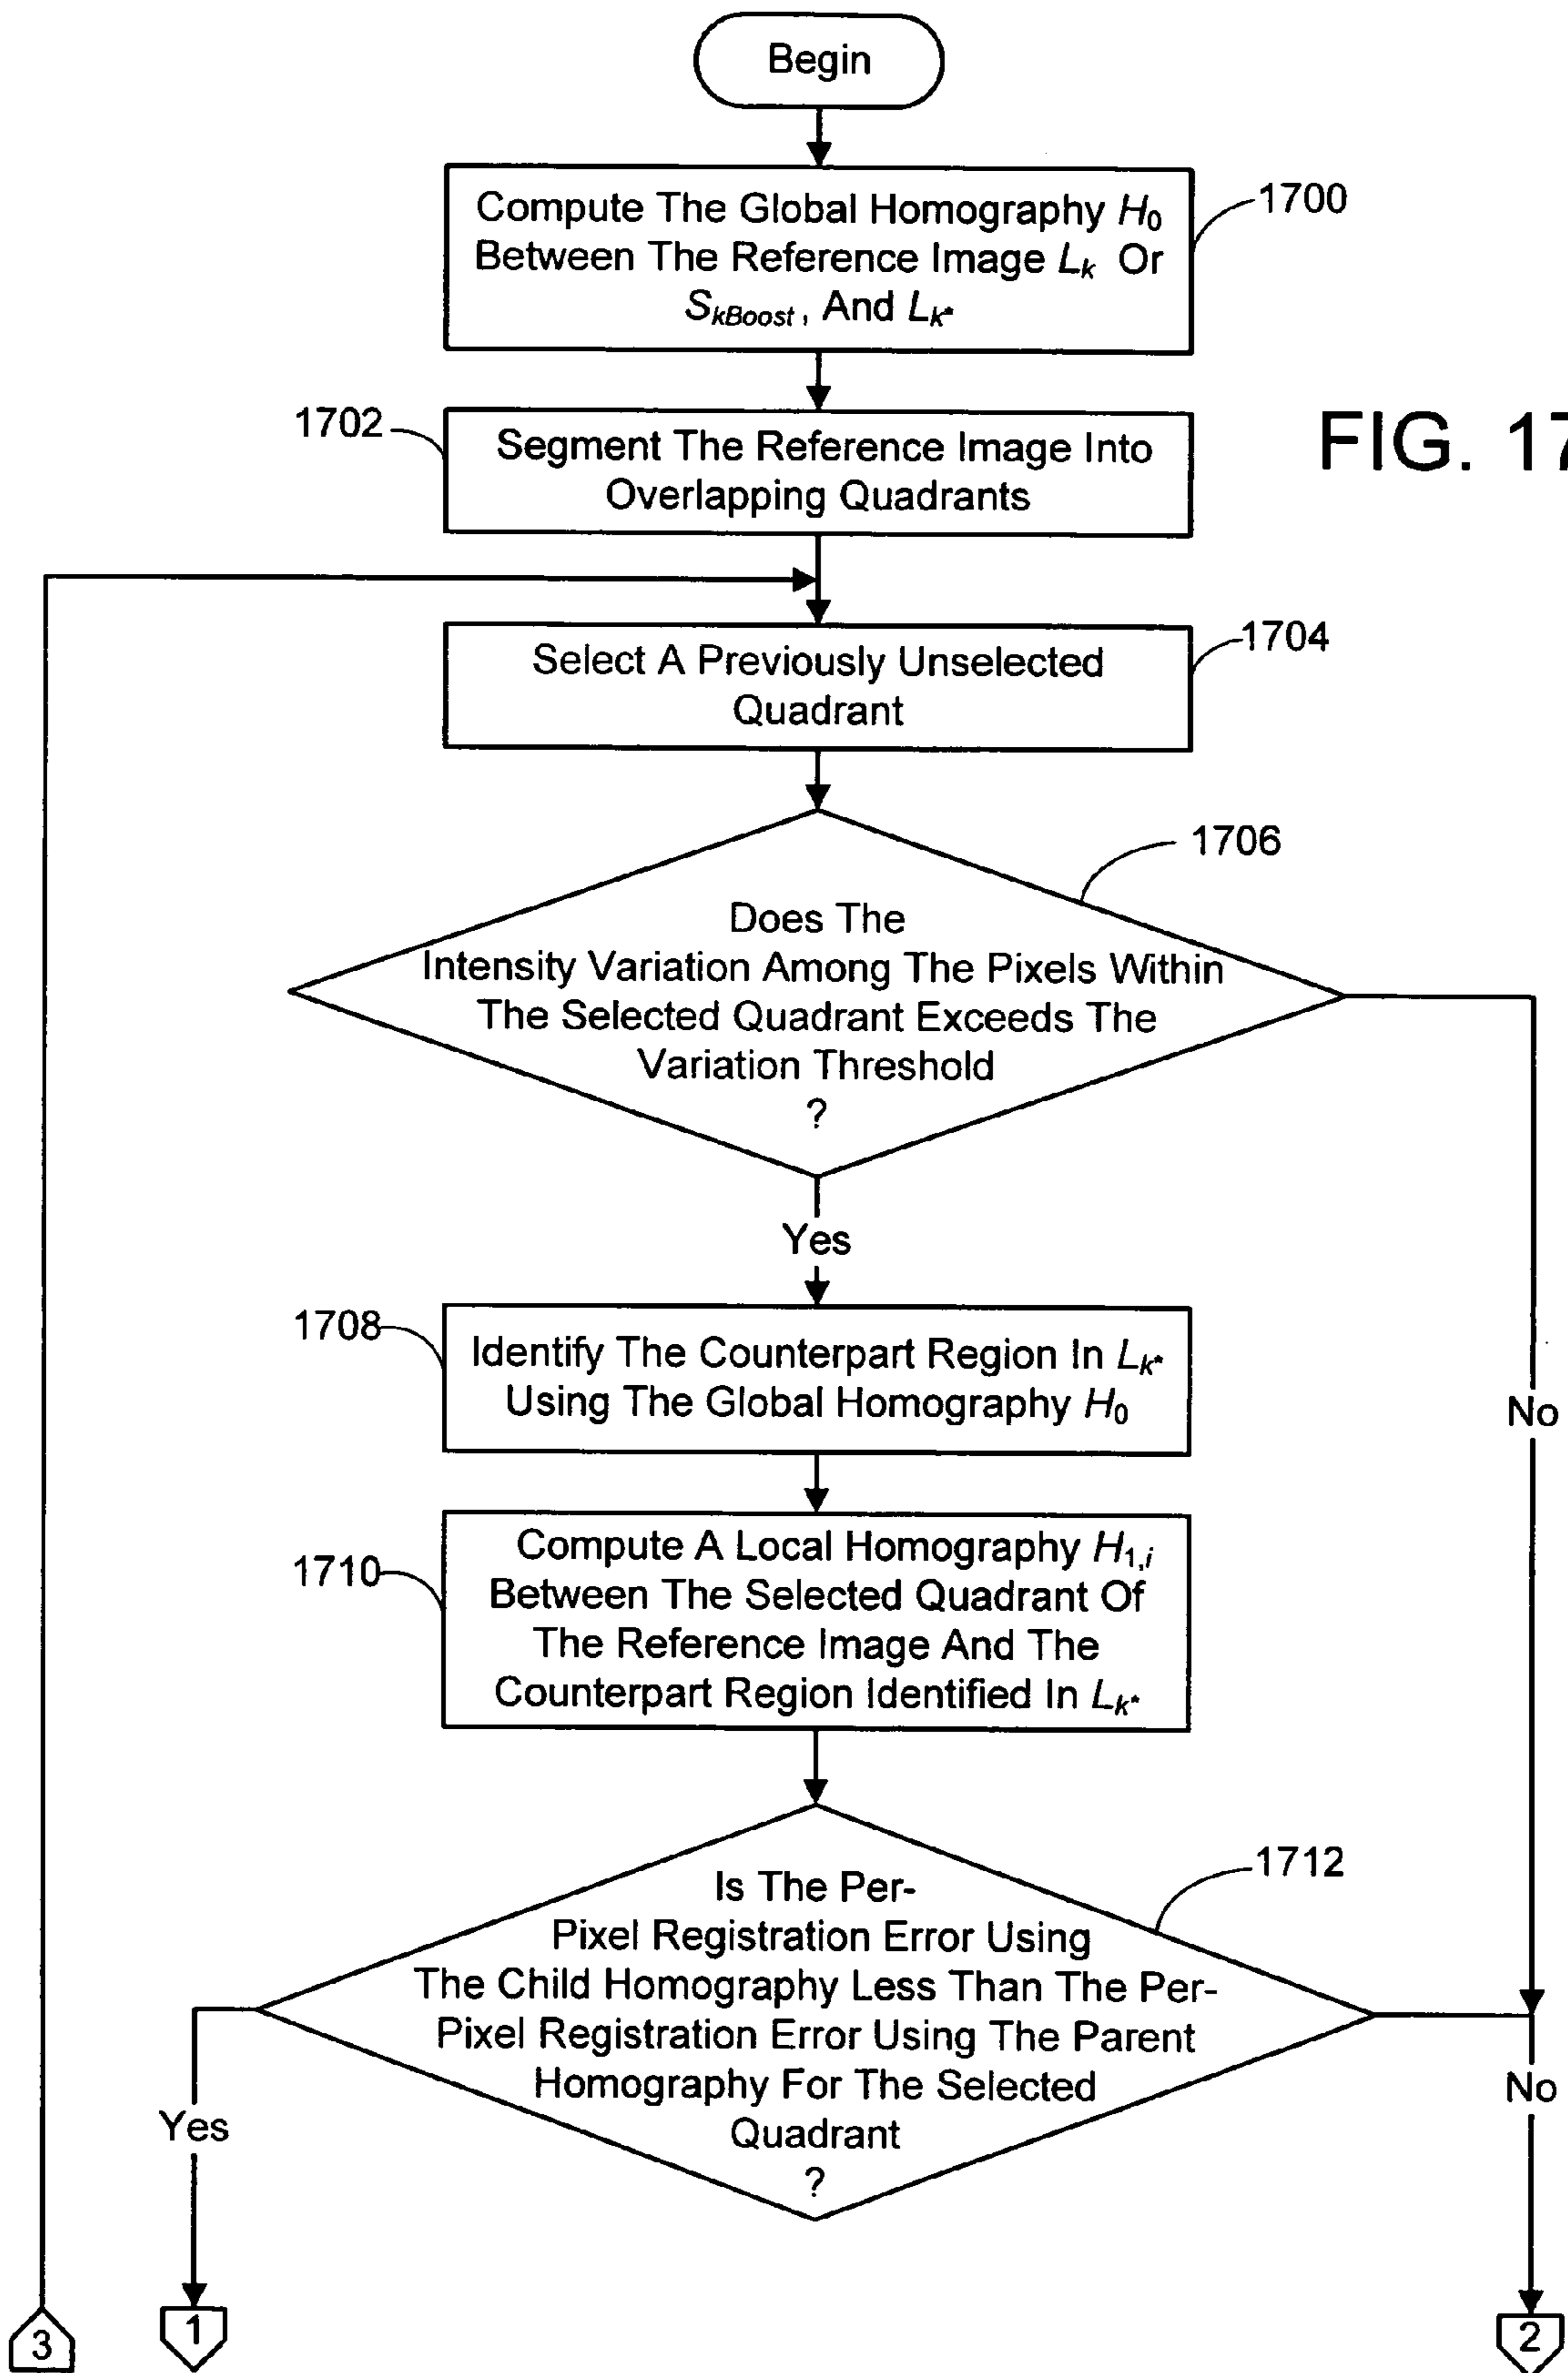 Begin
Compute The Global Homography H₀
Between The Reference Image Lₖ Or
S_kBoost, And L_k*
1700
1702
Segment The Reference Image Into
Overlapping Quadrants
FIG. 17
Select A Previously Unselected
Quadrant
1704
1706
Does The
Intensity Variation Among The Pixels Within
The Selected Quadrant Exceeds The
Variation Threshold
?
Yes
No
1708
Identify The Counterpart Region In L_k*
Using The Global Homography H₀
1710
Compute A Local Homography H_1,i
Between The Selected Quadrant Of
The Reference Image And The
Counterpart Region Identified In L_k*
1712
Is The Per-
Pixel Registration Error Using
The Child Homography Less Than The Per-
Pixel Registration Error Using The Parent
Homography For The Selected
Quadrant
?
Yes
No
3
1
2